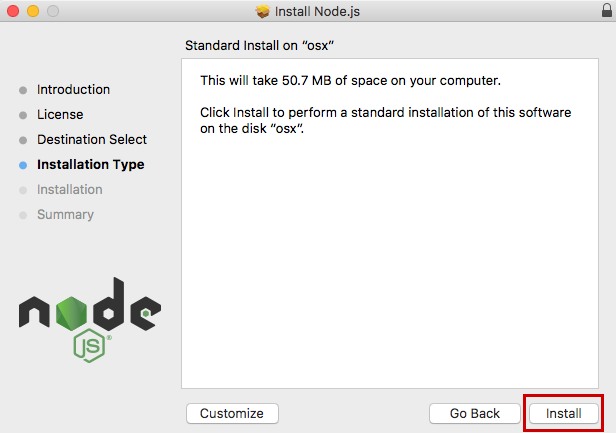 Install Node.js
Standard Install on “osx”
Introduction
License
Destination Select
Installation Type
Installation
Summary
This will take 50.7 MB of space on your computer.
Click Install to perform a standard installation of this software
on the disk “osx”.
node
JS®
Customize
Go Back
Install